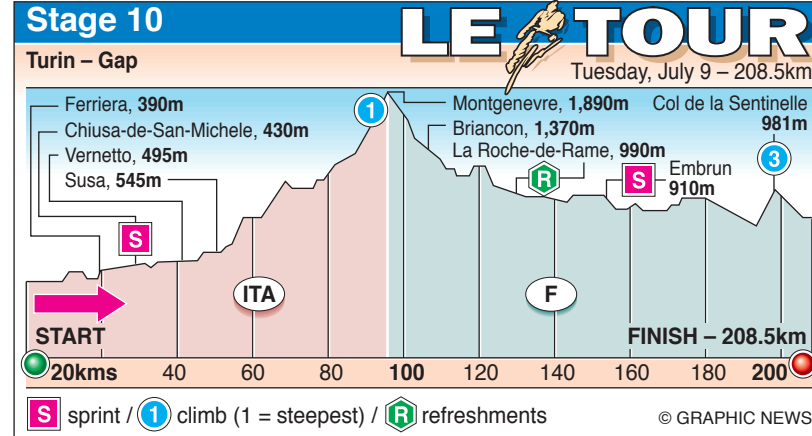 Stage 10
LE TOUR
Turin – Gap
Tuesday, July 9 – 208.5km
Ferriera, 390m
Chiusa-de-San-Michele, 430m
Vernetto, 495m
Susa, 545m
S
1
Montgenevre, 1,890m
Briancon, 1,370m
La Roche-de-Rame, 990m
R
S
Embrun
910m
Col de la Sentinelle
981m
3
ITA
F
START
FINISH – 208.5km
20kms 40 60 80 100 120 140 160 180 200
S sprint / 1 climb (1 = steepest) / R refreshments
© GRAPHIC NEWS